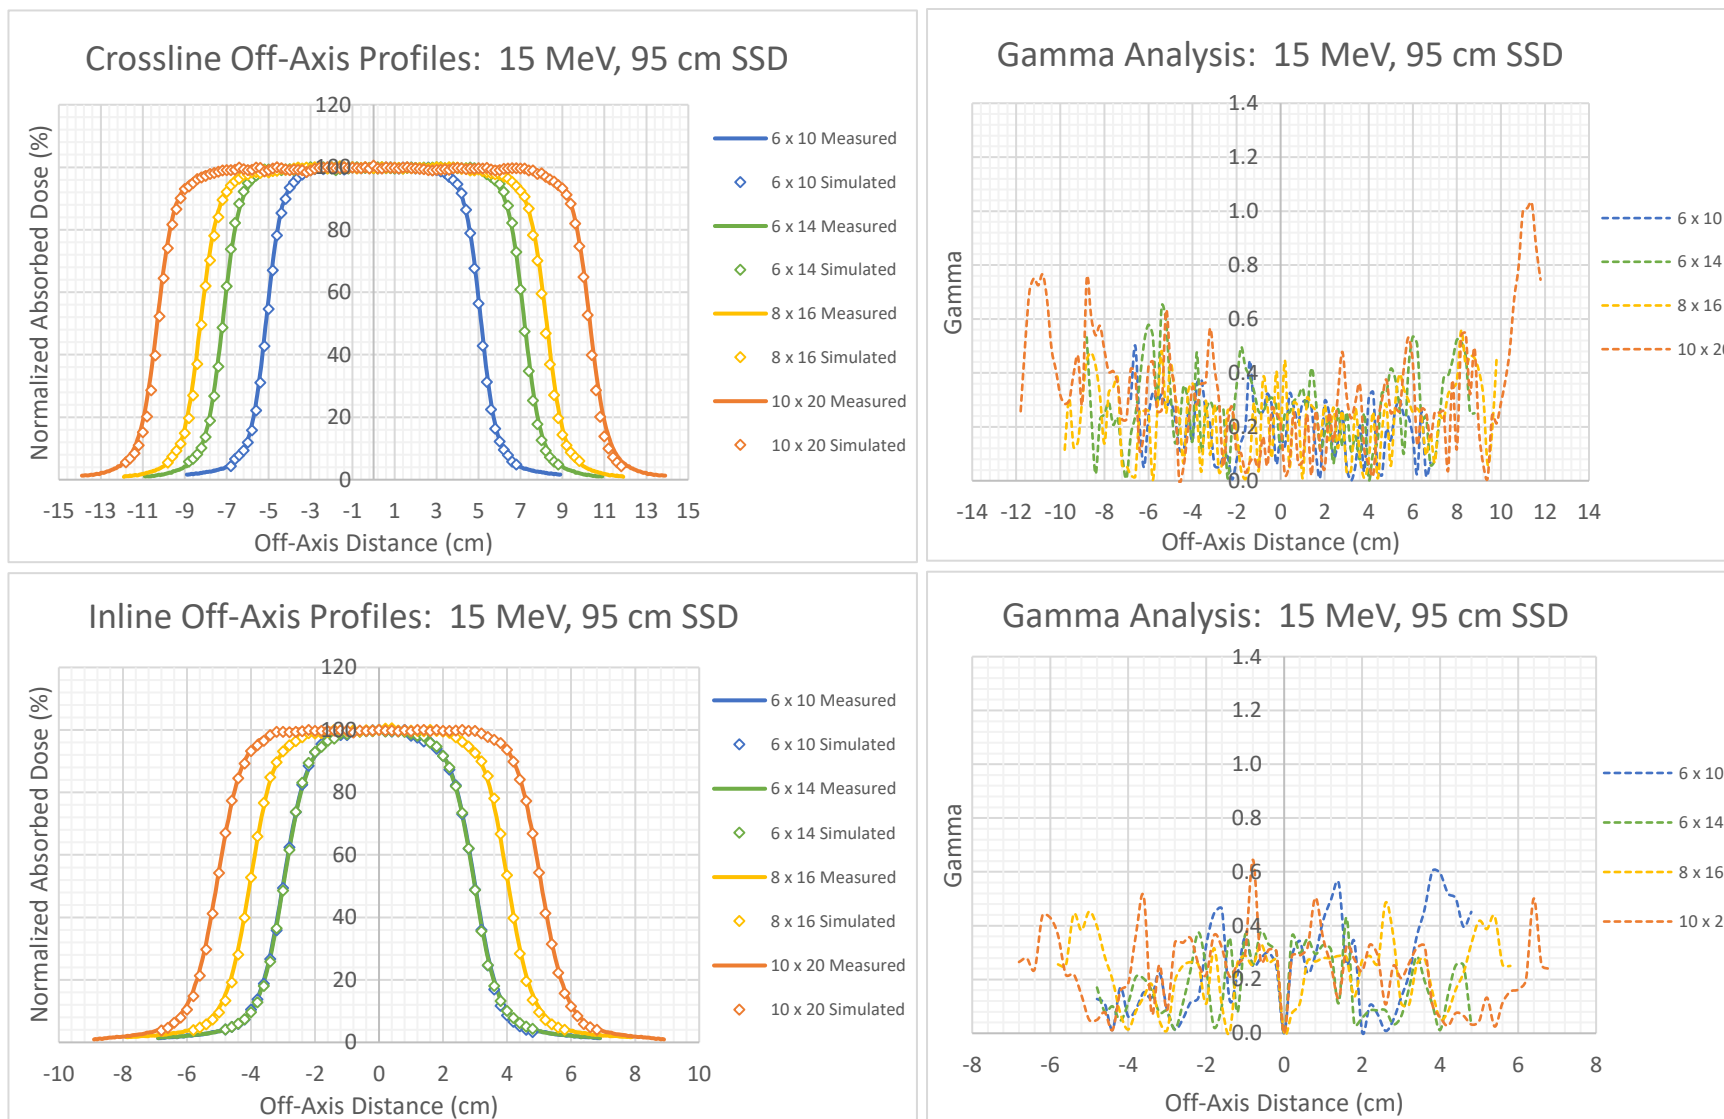 Crossline Off-Axis Profiles:  15 MeV, 95 cm SSD
Normalized Absorbed Dose (%)
120
100
80
60
40
20
0
-15 -13 -11 -9 -7 -5 -3 -1 1 3 5 7 9 11 13 15
Off-Axis Distance (cm)
6 x 10 Measured
6 x 10 Simulated
6 x 14 Measured
6 x 14 Simulated
8 x 16 Measured
8 x 16 Simulated
10 x 20 Measured
10 x 20 Simulated
Gamma Analysis:  15 MeV, 95 cm SSD
Gamma
1.4
1.2
1.0
0.8
0.6
0.4
0.2
0.0
-14 -12 -10 -8 -6 -4 -2 0 2 4 6 8 10 12 14
Off-Axis Distance (cm)
6 x 10
6 x 14
8 x 16
10 x 20
Inline Off-Axis Profiles:  15 MeV, 95 cm SSD
Normalized Absorbed Dose (%)
120
100
80
60
40
20
0
-10 -8 -6 -4 -2 0 2 4 6 8 10
Off-Axis Distance (cm)
6 x 10 Measured
6 x 10 Simulated
6 x 14 Measured
6 x 14 Simulated
8 x 16 Measured
8 x 16 Simulated
10 x 20 Measured
10 x 20 Simulated
Gamma Analysis:  15 MeV, 95 cm SSD
Gamma
1.4
1.2
1.0
0.8
0.6
0.4
0.2
0.0
-8 -6 -4 -2 0 2 4 6 8
Off-Axis Distance (cm)
6 x 10
6 x 14
8 x 16
10 x 2